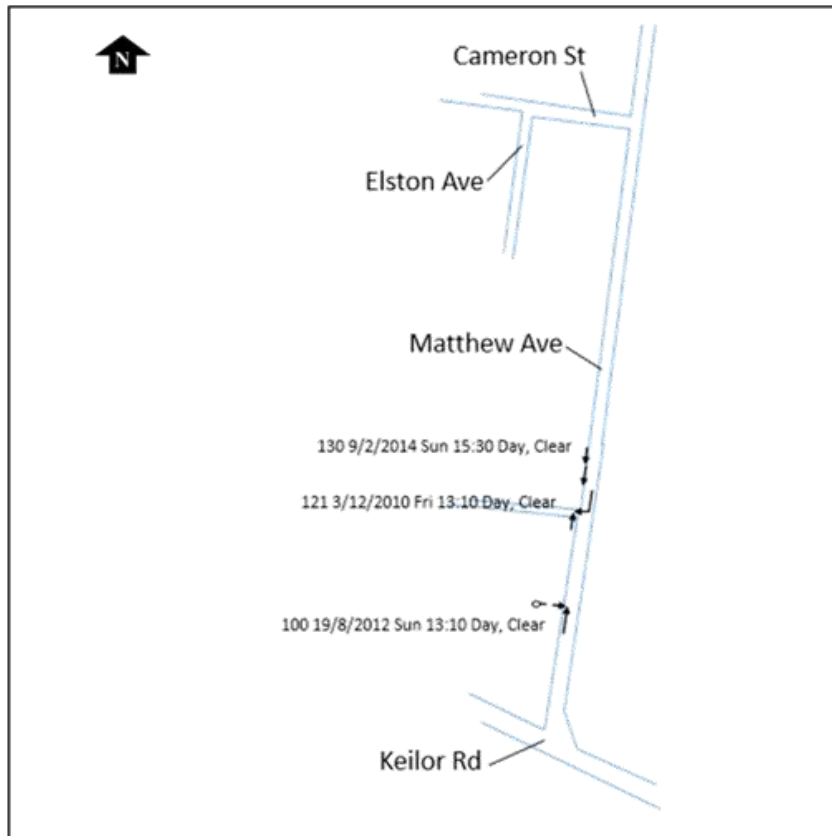 N
Cameron St
Elston Ave
Matthew Ave
130 9/2/2014 Sun 15:30 Day, Clear
121 3/12/2010 Fri 13:10 Day, Clear
100 19/8/2012 Sun 13:10 Day, Clear
Keilor Rd